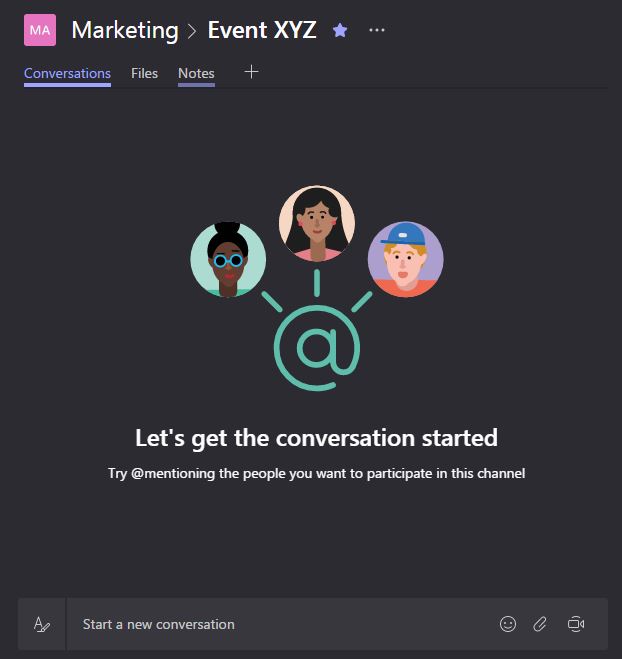 MA Marketing > Event XYZ
Conversations Files Notes
Let's get the conversation started
Try @mentioning the people you want to participate in this channel
Start a new conversation